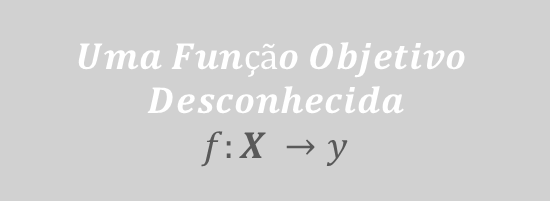 Uma Função Objetivo
Desconhecida
f: X → y